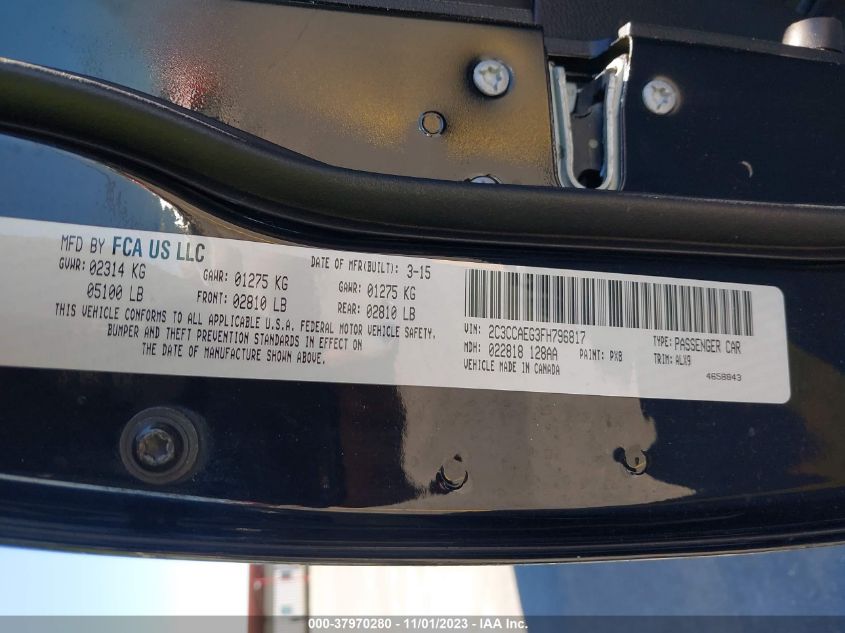 MFD BY FCA US LLC
GVWR: 02314 KG
05100 LB
GAWR: 01275 KG
FRONT: 02810 LB
DATE OF MFR(BUILT): 3-15
GAWR: 01275 KG
REAR: 02810 LB
THIS VEHICLE CONFORMS TO ALL APPLICABLE U.S.A. FEDERAL MOTOR VEHICLE SAFETY,
BUMPER AND THEFT PREVENTION STANDARDS IN EFFECT ON
THE DATE OF MANUFACTURE SHOWN ABOVE.
VIN: 2C3CCAEG3FH796817
TYPE: PASSENGER CAR
MDH: 022818 128AA
PAINT: PX8
TRIM: ALX9
VEHICLE MADE IN CANADA
4658843
000-37970280 - 11/01/2023 - IAA Inc.